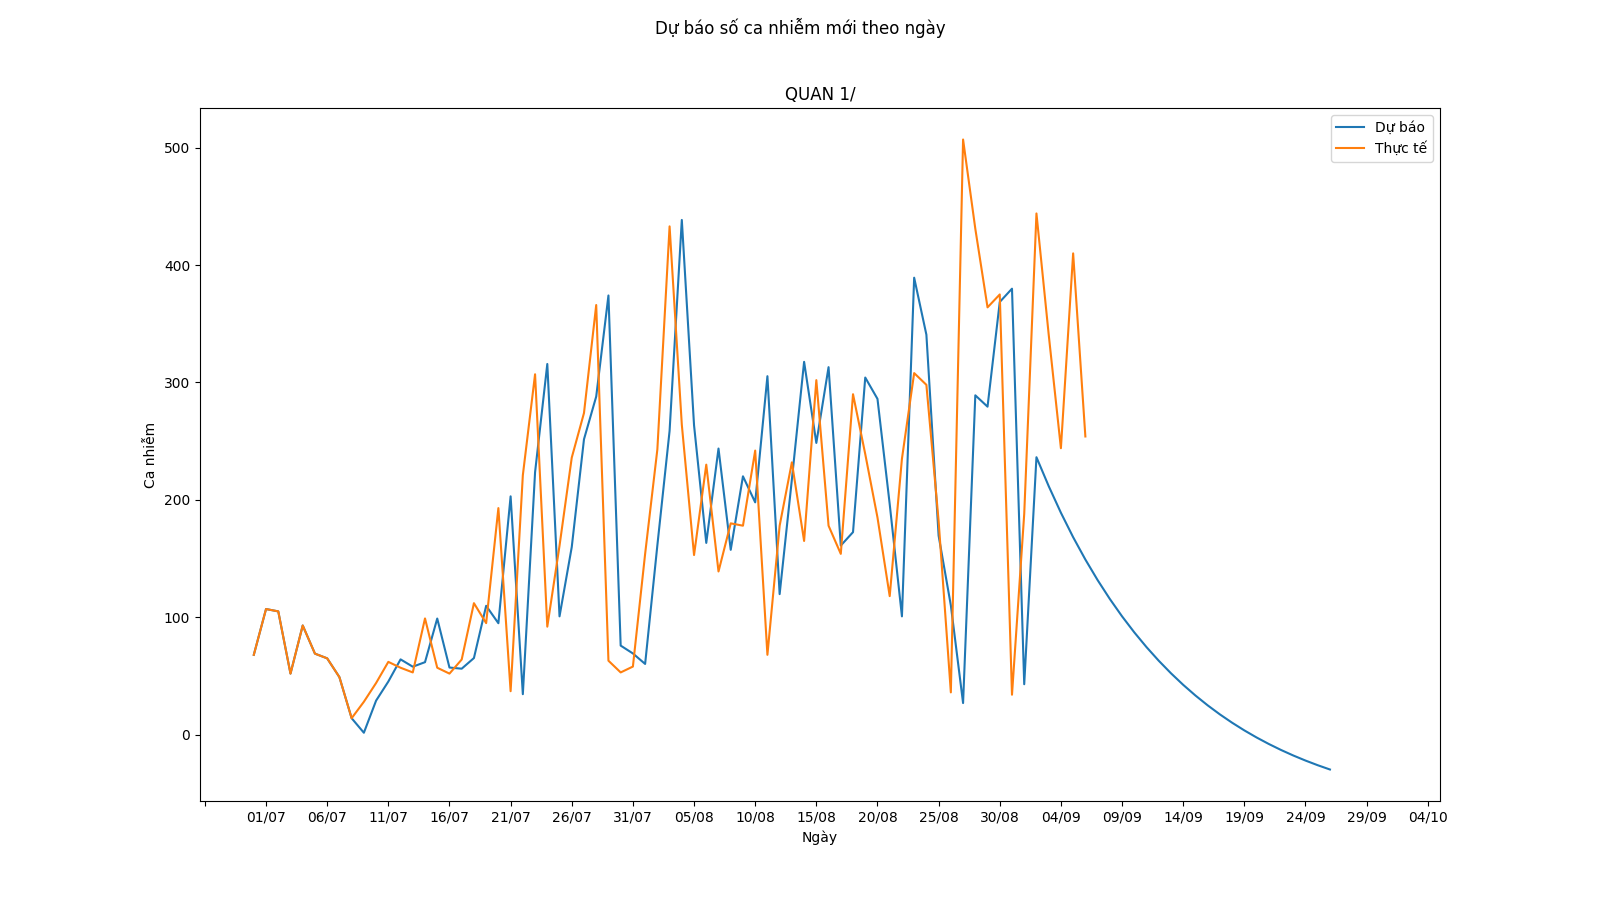 Dự báo số ca nhiễm mới theo ngày
QUAN 1/
Dự báo
Thực tế
500
400
300
200
100
0
Ca nhiễm
01/07 06/07 11/07 16/07 21/07 26/07 31/07 05/08 10/08 15/08 20/08 25/08 30/08 04/09 09/09 14/09 19/09 24/09 29/09 04/10
Ngày